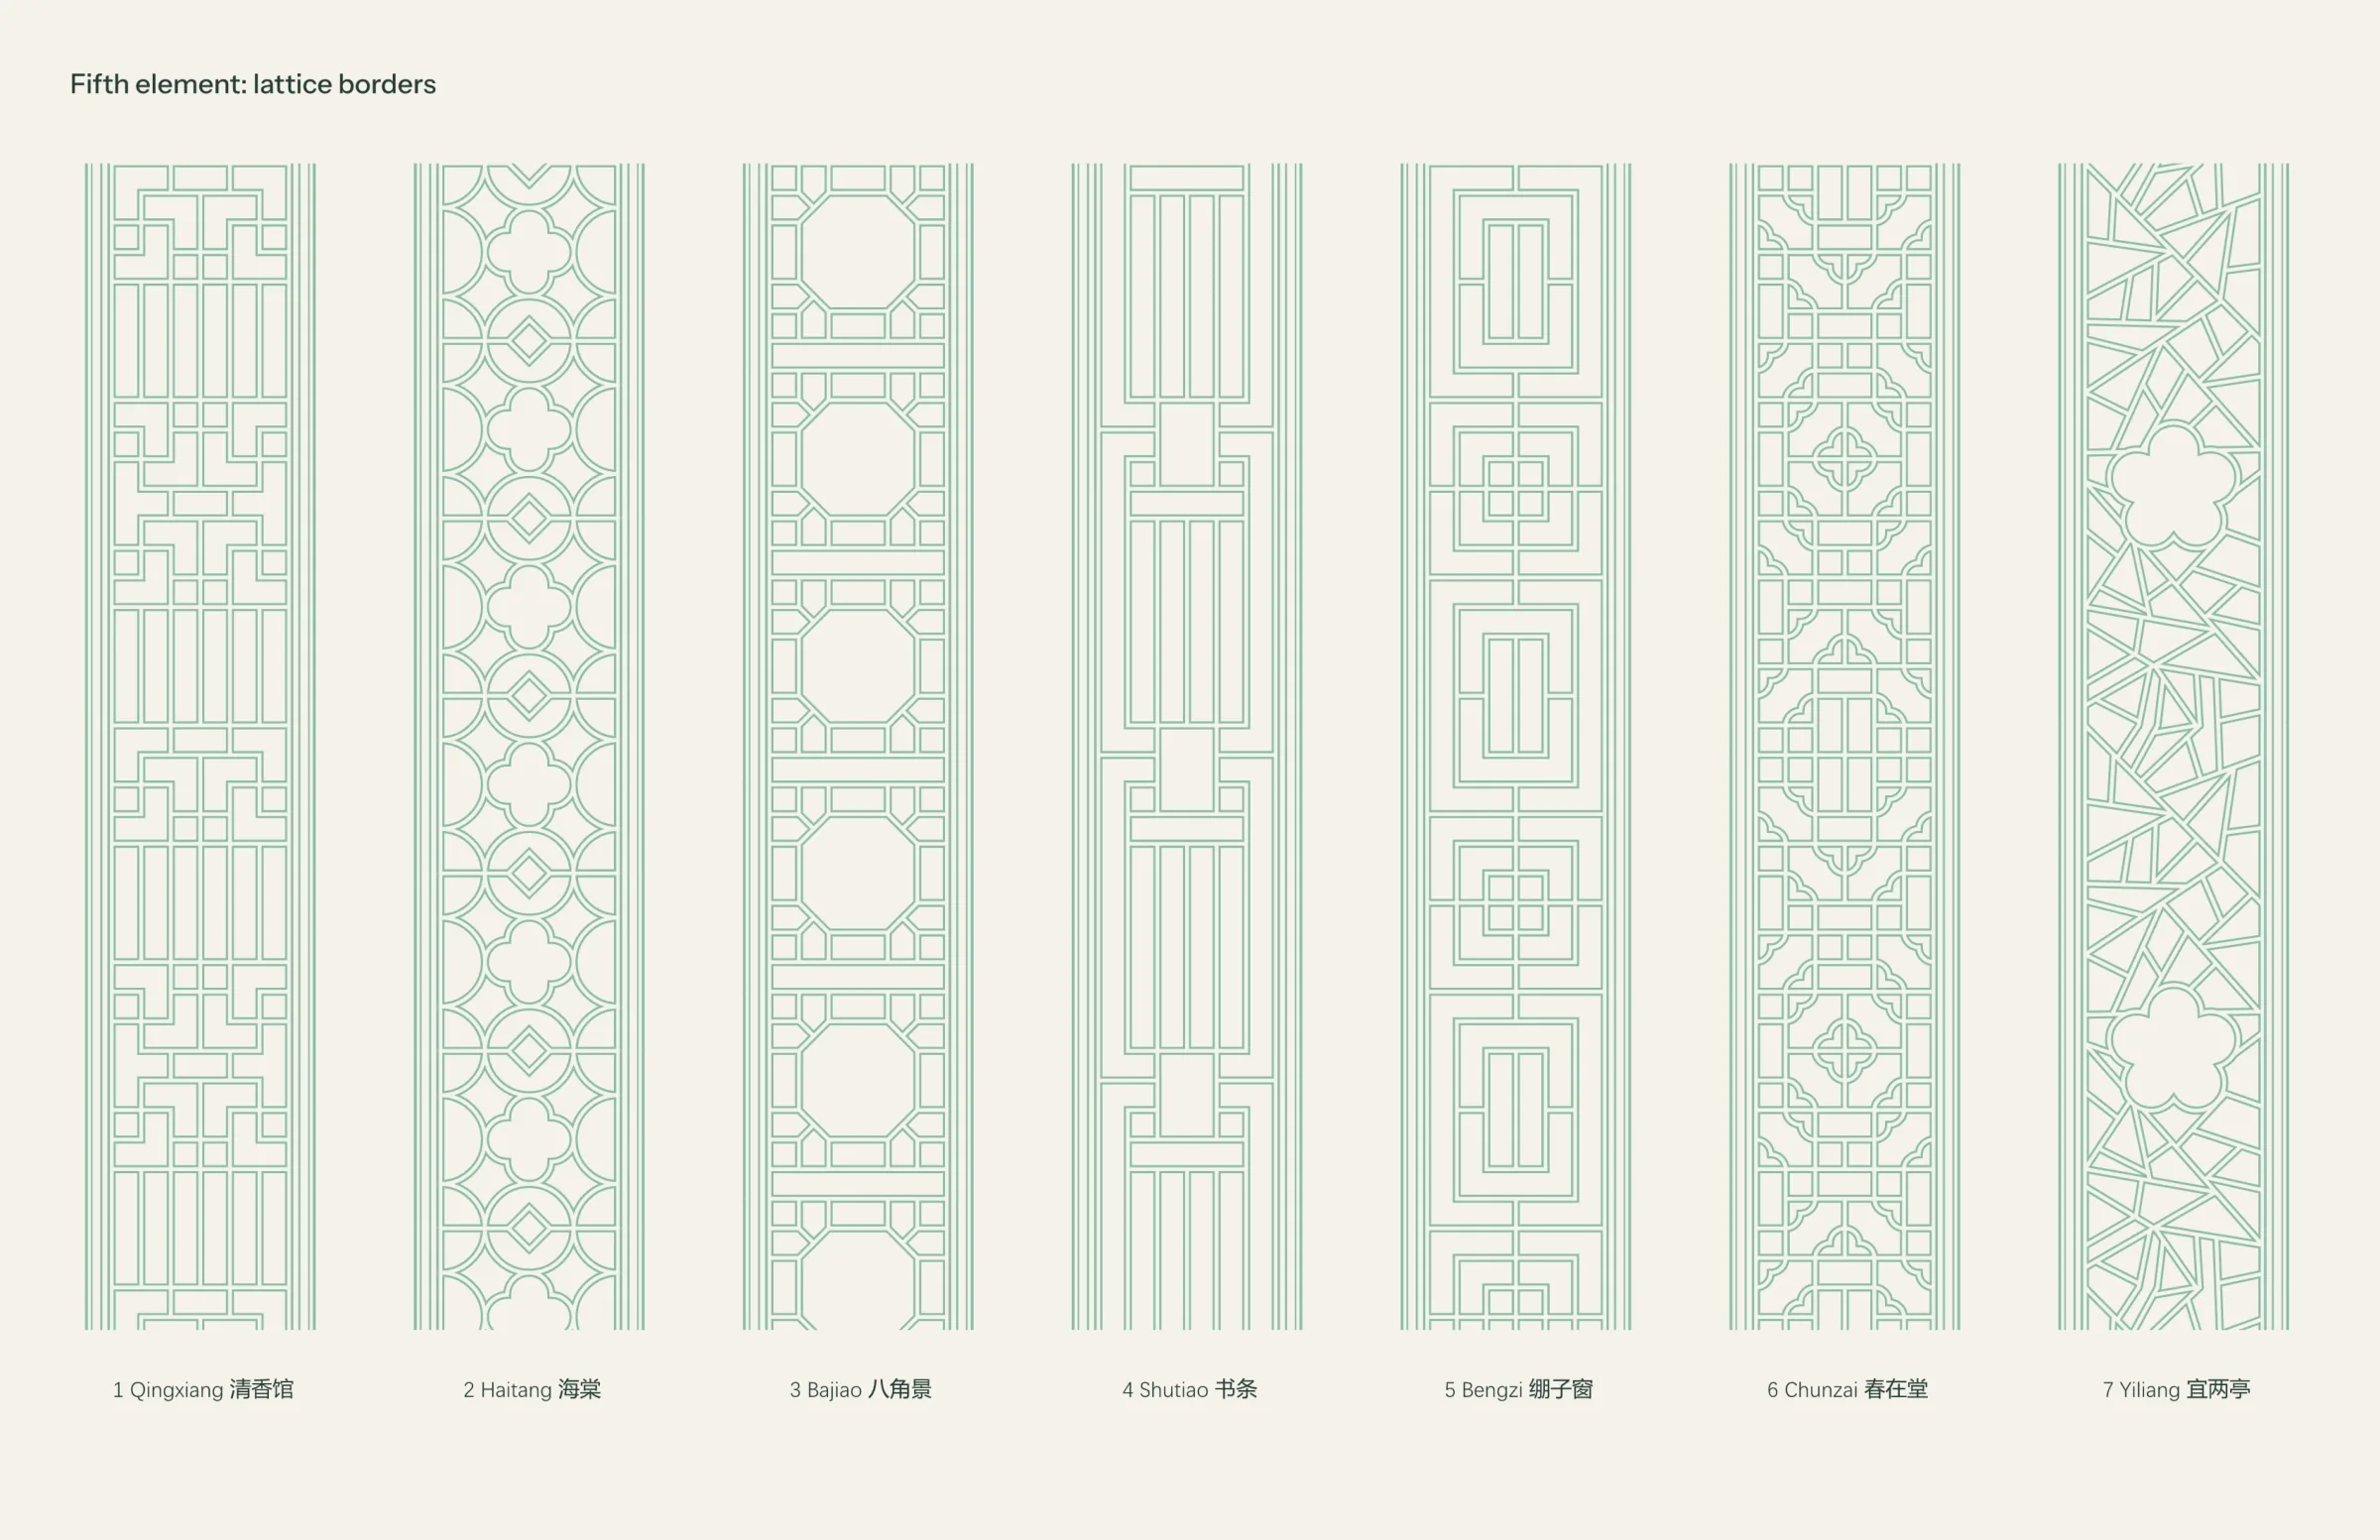 Fifth element: lattice borders
1 Qingxiang 清香馆
2 Haitang 海棠
3 Bajiao 八角景
4 Shutiao 书条
5 Bengzi 绷子窗
6 Chunzai 春在堂
7 Yiliang 宜两亭